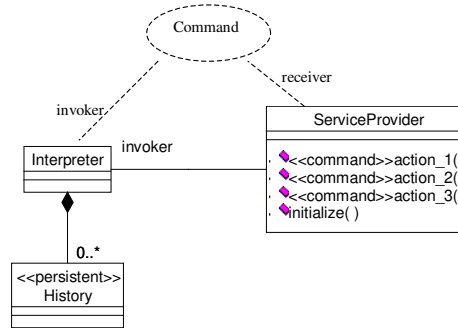 Command
receiver
invoker
ServiceProvider
invoker
Interpreter
<<command>>action_1(
<<command>>action_2(
<<command>>action_3(
initialize( )
0..*
<<persistent>>
History